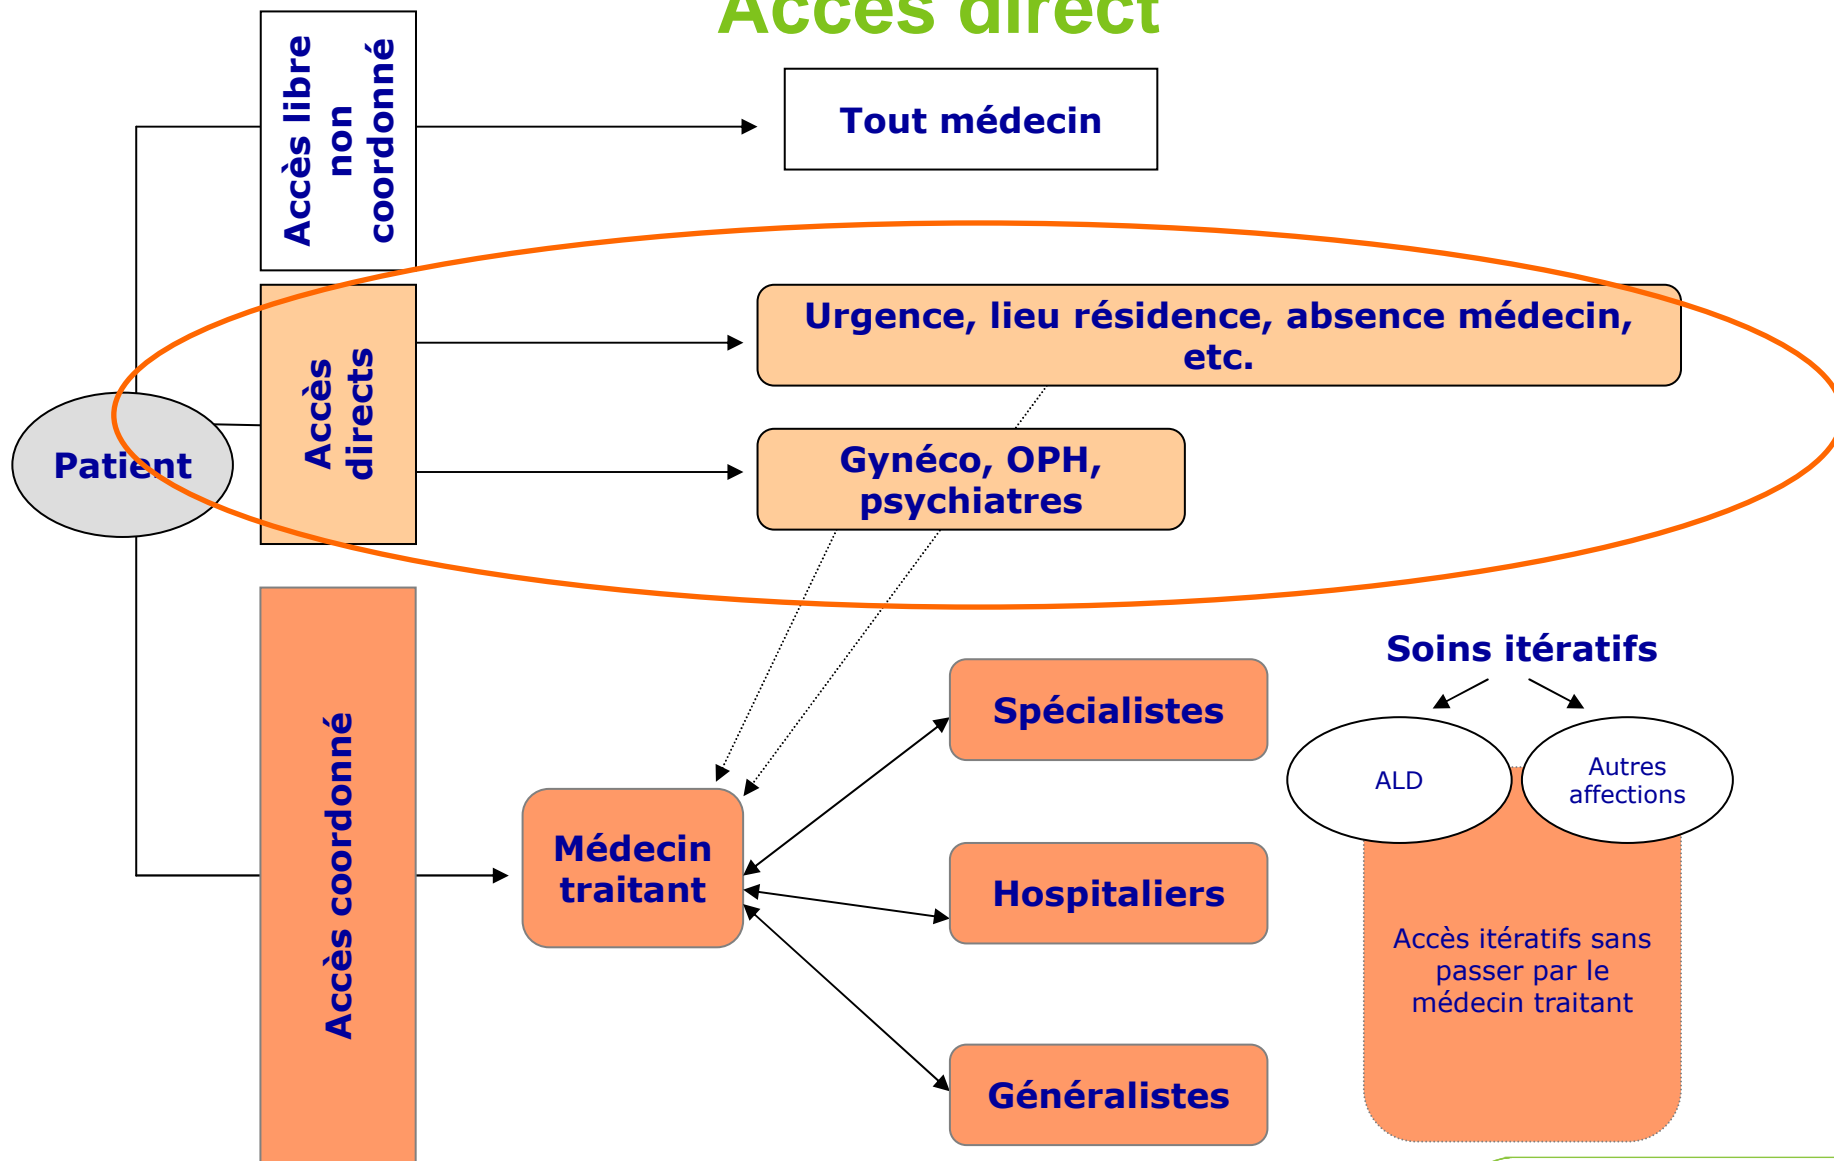 Accès direct
Accès libre
non
coordonné
Tout médecin
Accès
directs
Urgence, lieu résidence, absence médecin,
etc.
Patient
Gynéco, OPH,
psychiatres
Accès coordonné
Médecin
traitant
Spécialistes
Hospitaliers
Généralistes
Soins itératifs
ALD
Autres
affections
Accès itératifs sans
passer par le
médecin traitant